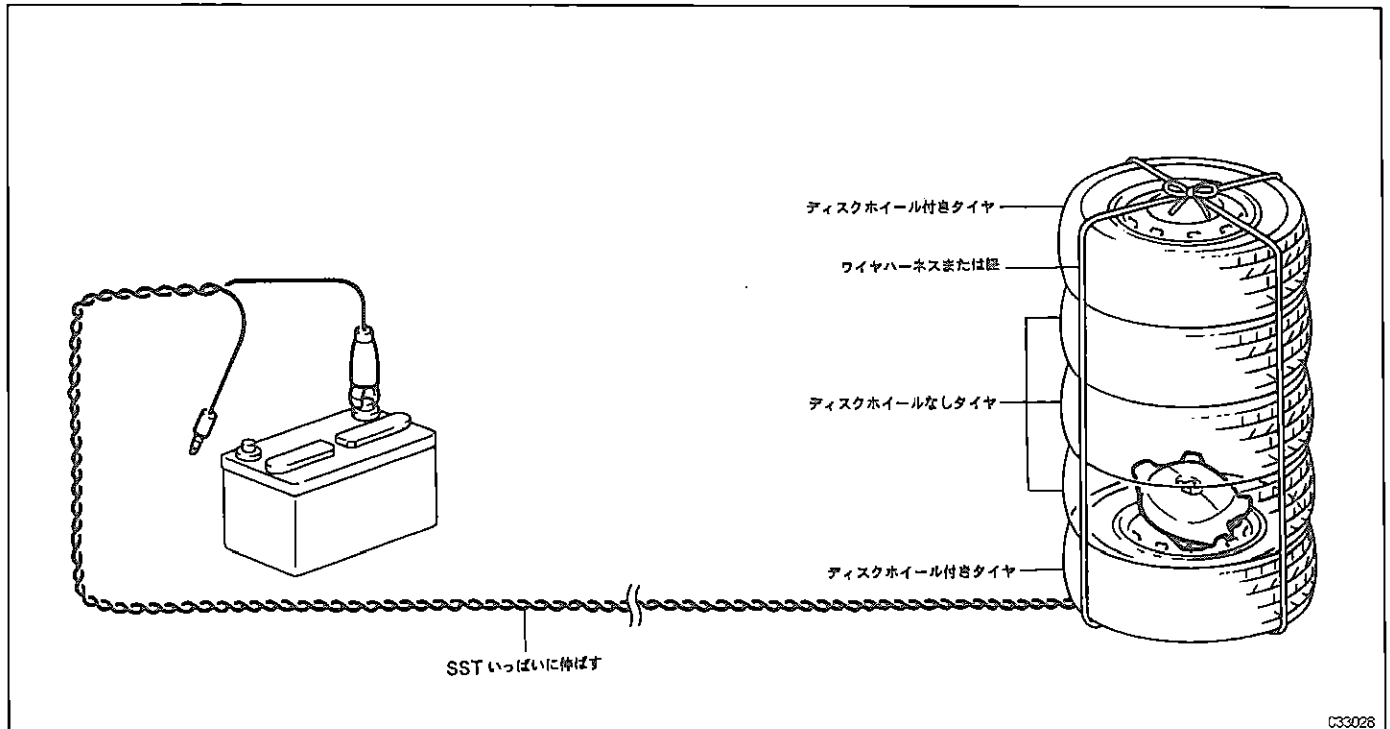 ディスクホイール付きタイヤ
ワイヤハーネスまたは
ディスクホイールなしタイヤ
ディスクホイール付きタイヤ
SST いっぱいに伸ばす
C33028